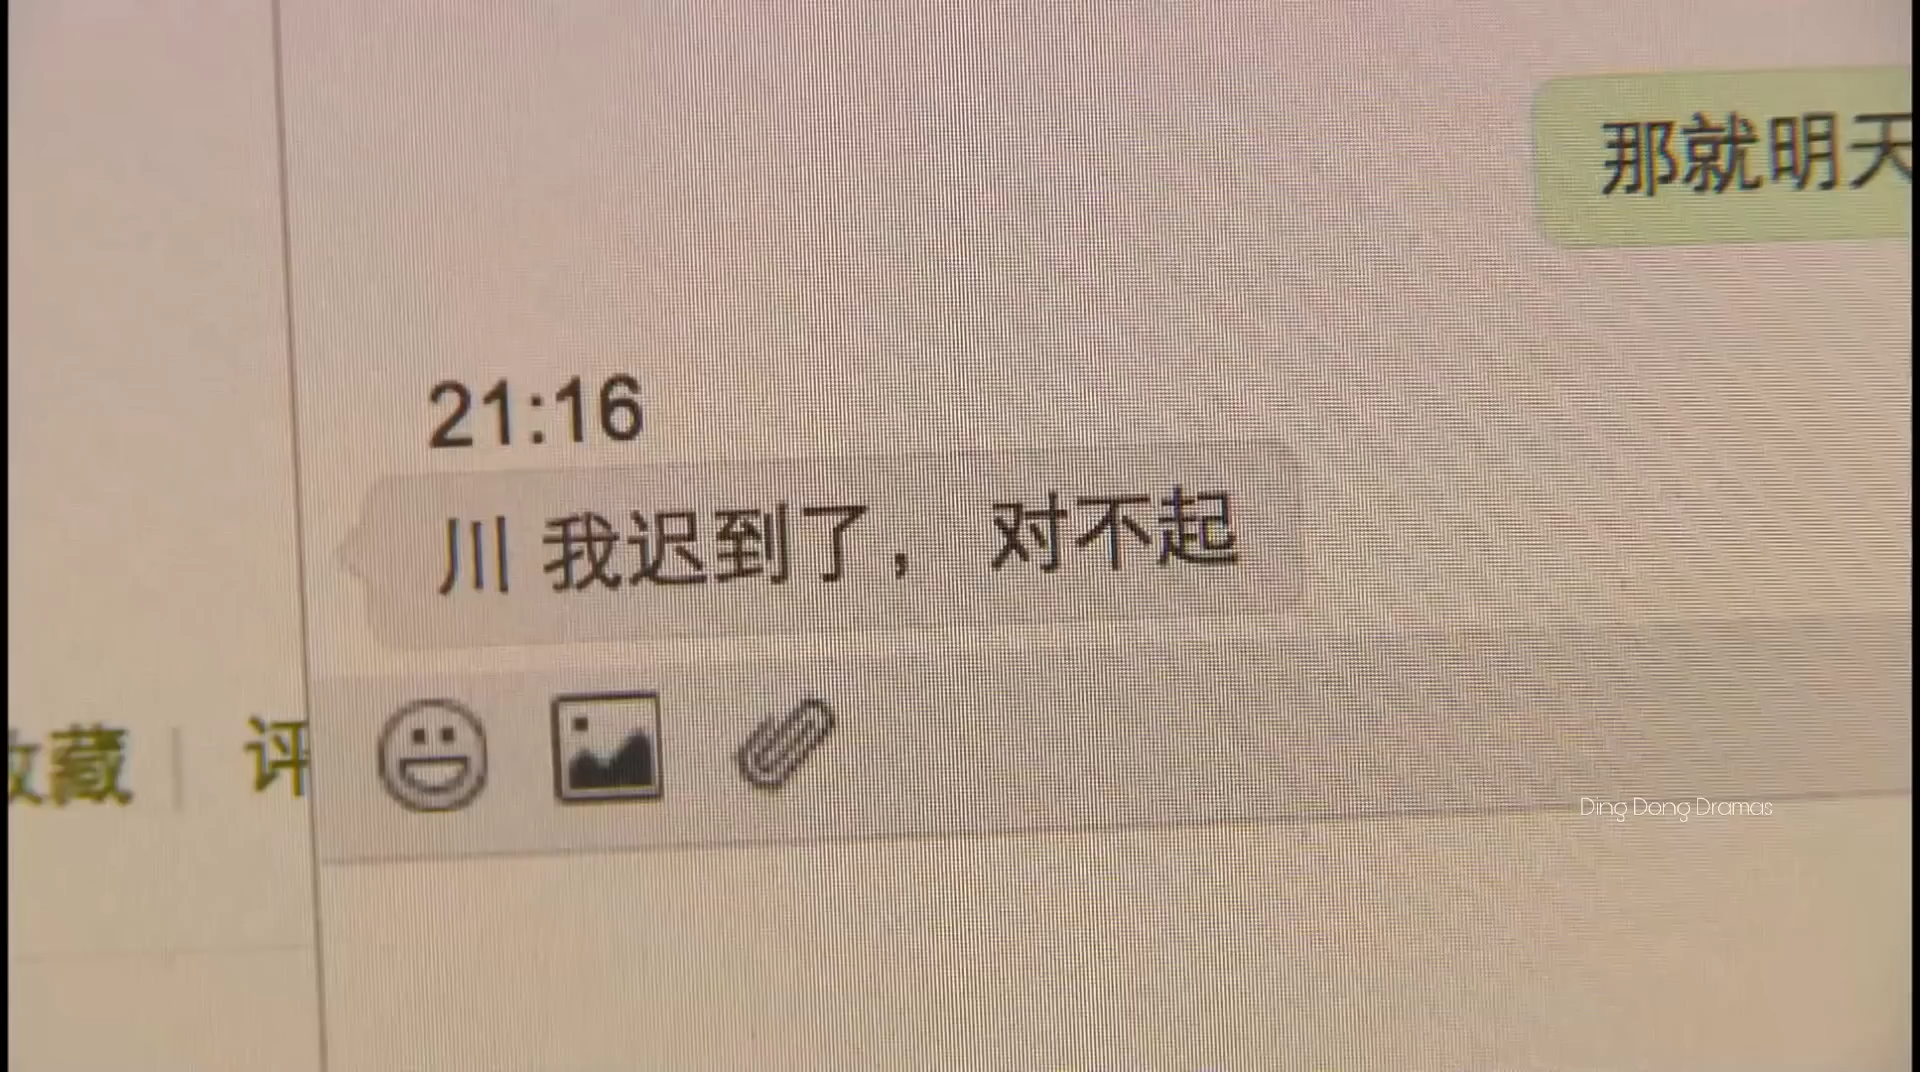 那就明天
21:16
川 我迟到了， 对不起
收藏 | 评
Ding Dong Dramas